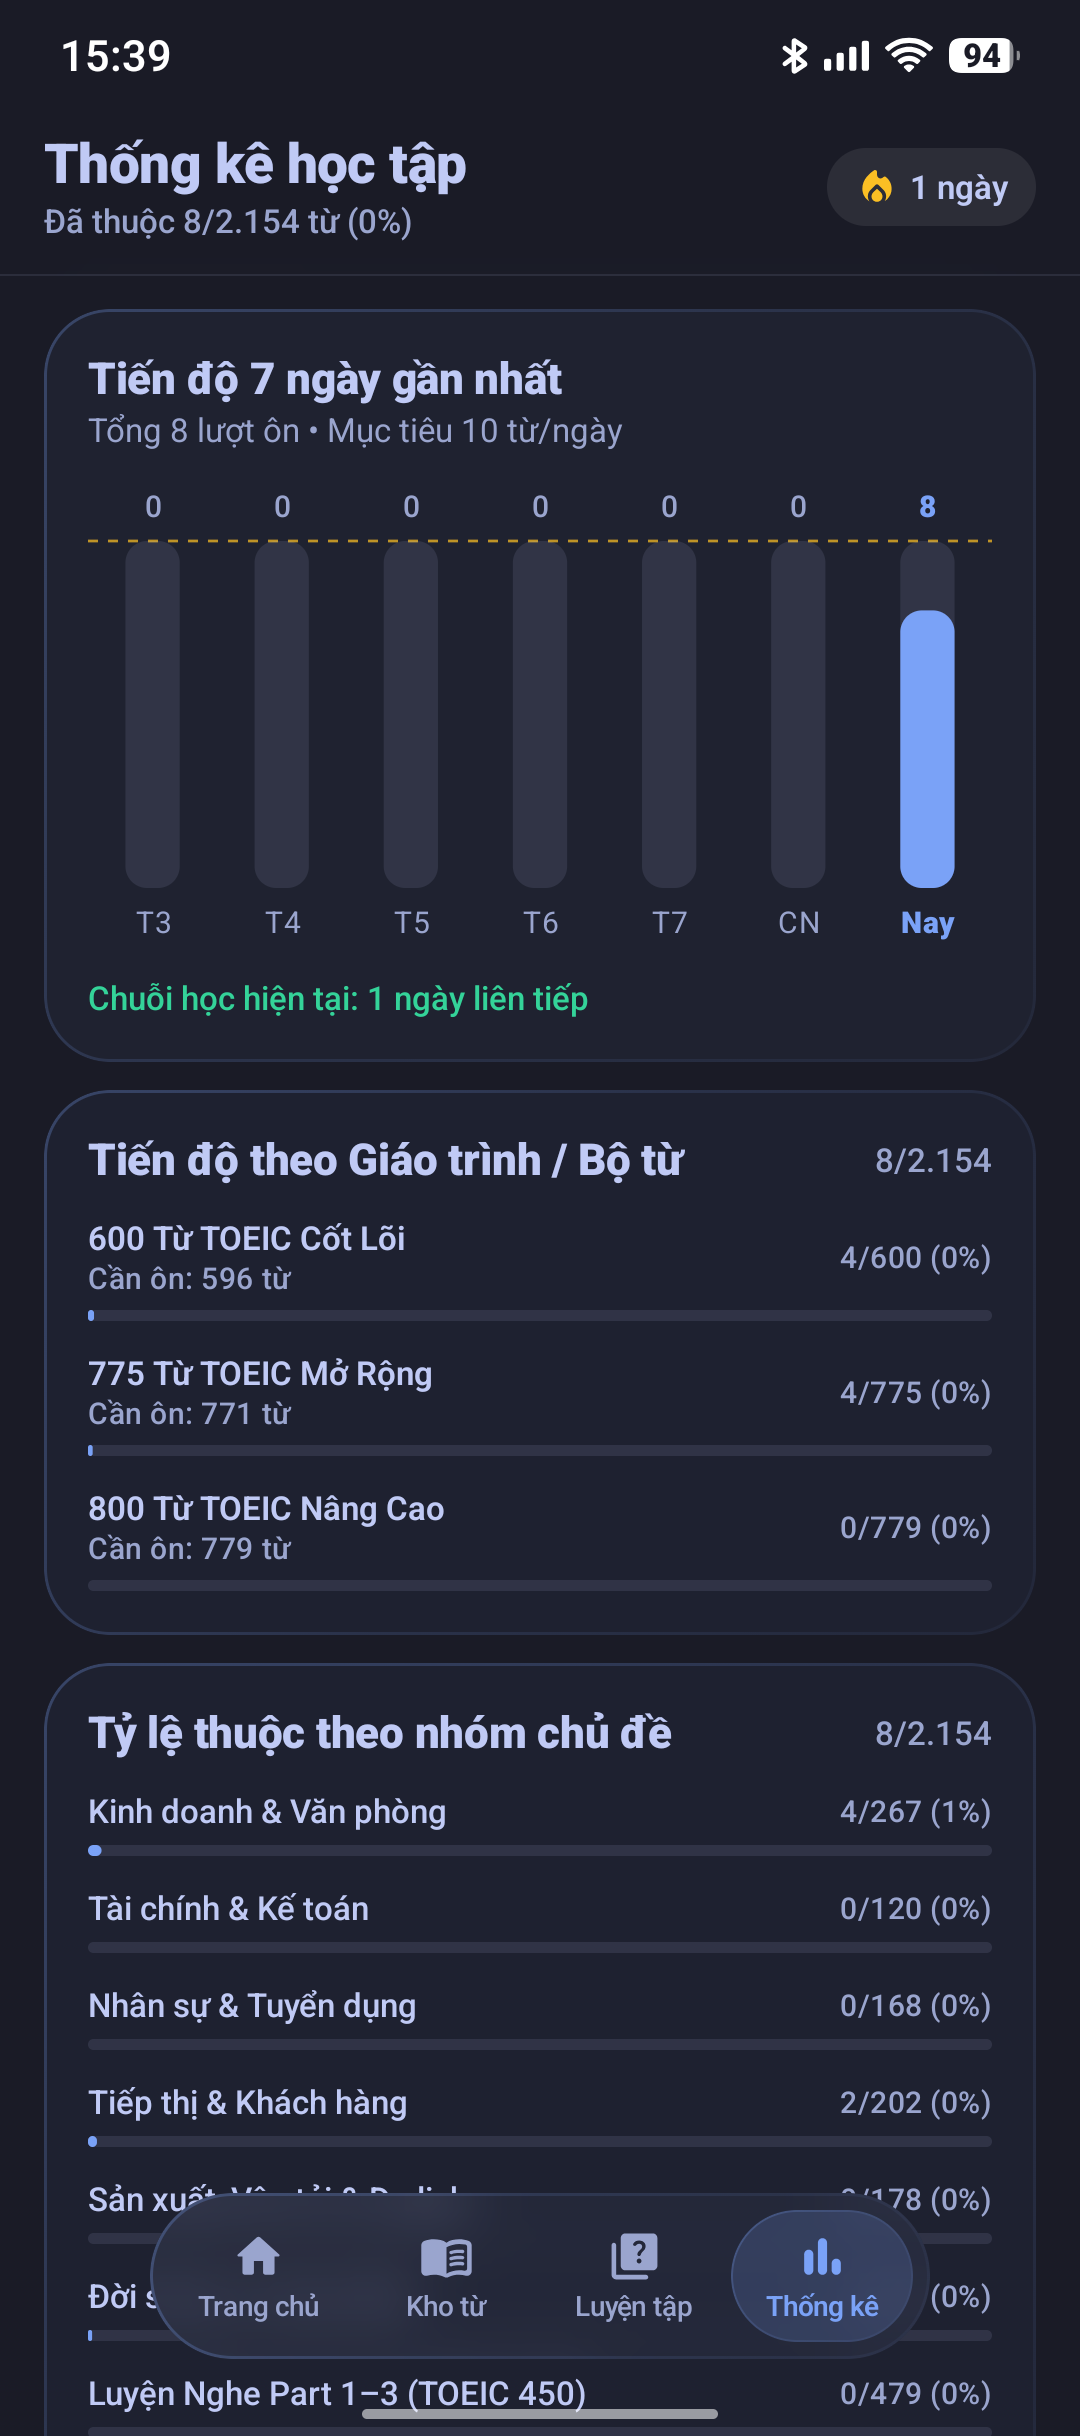 15:39
94
Thống kê học tập
Đã thuộc 8/2.154 từ (0%)
1 ngày
Tiến độ 7 ngày gần nhất
Tổng 8 lượt ôn • Mục tiêu 10 từ/ngày
0 0 0 0 0 0 8
T3 T4 T5 T6 T7 CN Nay
Chuỗi học hiện tại: 1 ngày liên tiếp
Tiến độ theo Giáo trình / Bộ từ 8/2.154
600 Từ TOEIC Cốt Lõi
Cần ôn: 596 từ
4/600 (0%)
775 Từ TOEIC Mở Rộng
Cần ôn: 771 từ
4/775 (0%)
800 Từ TOEIC Nâng Cao
Cần ôn: 779 từ
0/779 (0%)
Tỷ lệ thuộc theo nhóm chủ đề 8/2.154
Kinh doanh & Văn phòng 4/267 (1%)
Tài chính & Kế toán 0/120 (0%)
Nhân sự & Tuyển dụng 0/168 (0%)
Tiếp thị & Khách hàng 2/202 (0%)
Sản xuất 0/178 (0%)
Đời (0%)
Trang chủ
Kho từ
?
Luyện tập
Thống kê
Luyện Nghe Part 1–3 (TOEIC 450) 0/479 (0%)